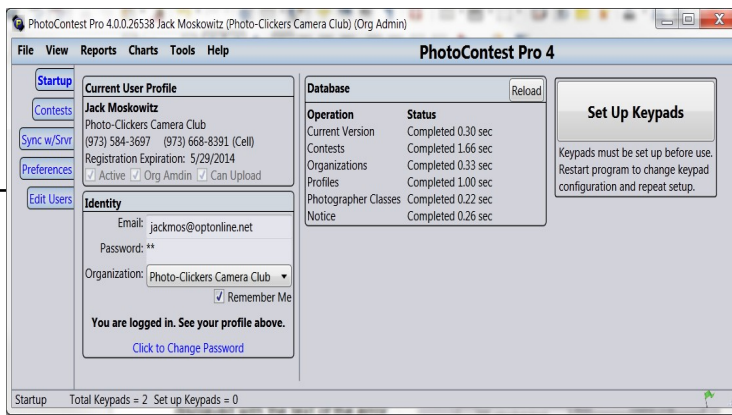 PhotoContest Pro 4.0.0.26538 Jack Moskowitz (Photo-Clickers Camera Club) (Org Admin)
File View Reports Charts Tools Help
PhotoContest Pro 4
Startup
Contests
Sync w/Srvr
Preferences
Edit Users
Current User Profile
Jack Moskowitz
Photo-Clickers Camera Club
(973) 584-3697 (973) 668-8391 (Cell)
Registration Expiration: 5/29/2014
Active Org Amdin Can Upload
Identity
Email: jackmos@optonline.net
Password: **
Organization: Photo-Clickers Camera Club
Remember Me
You are logged in. See your profile above.
Click to Change Password
Database Reload
Operation Status
Current Version Completed 0.30 sec
Contests Completed 1.66 sec
Organizations Completed 0.33 sec
Profiles Completed 1.00 sec
Photographer Classes Completed 0.22 sec
Notice Completed 0.26 sec
Set Up Keypads
Keypads must be set up before use.
Restart program to change keypad
configuration and repeat setup.
Startup Total Keypads = 2 Set up Keypads = 0